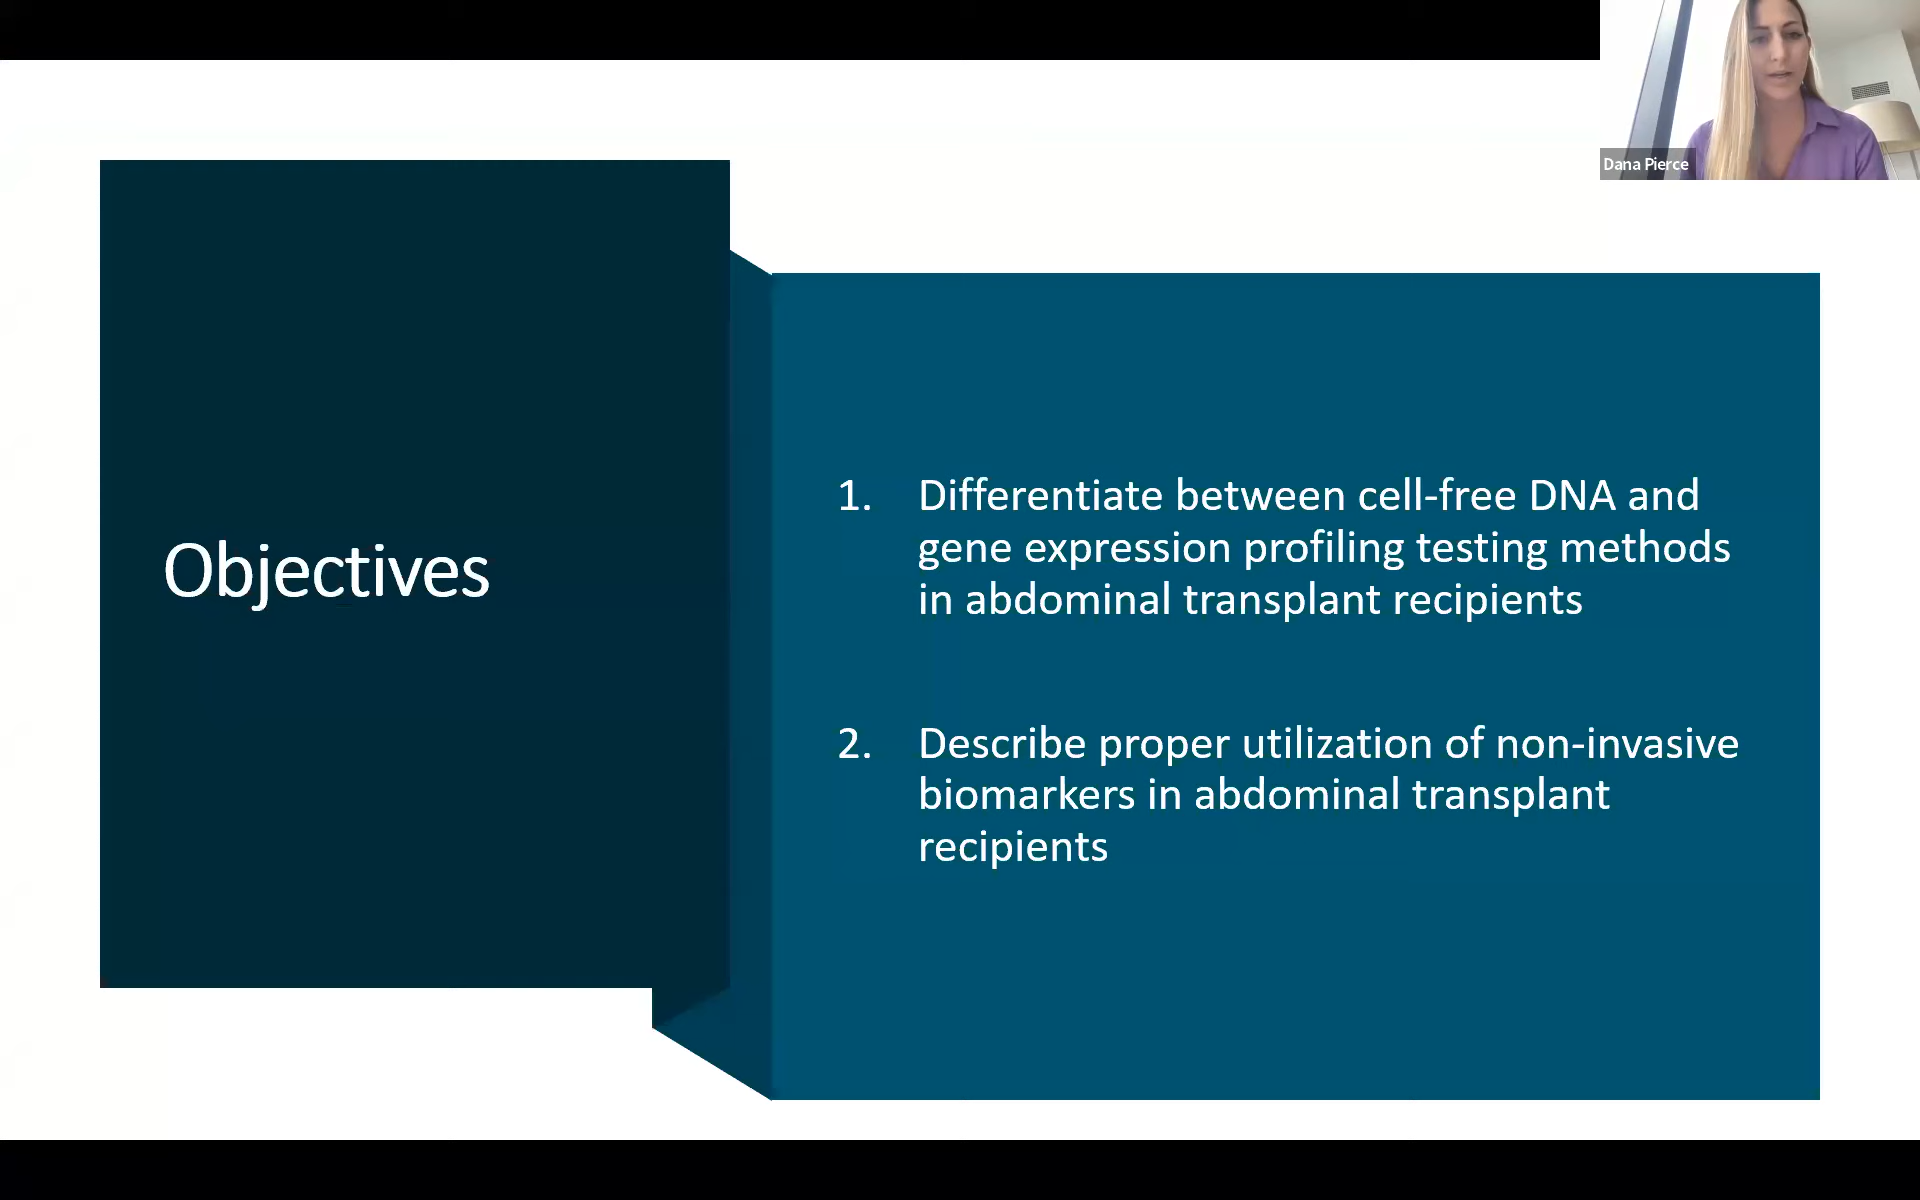 Dana Pierce
Objectives
1. Differentiate between cell-free DNA and
gene expression profiling testing methods
in abdominal transplant recipients
2. Describe proper utilization of non-invasive
biomarkers in abdominal transplant
recipients